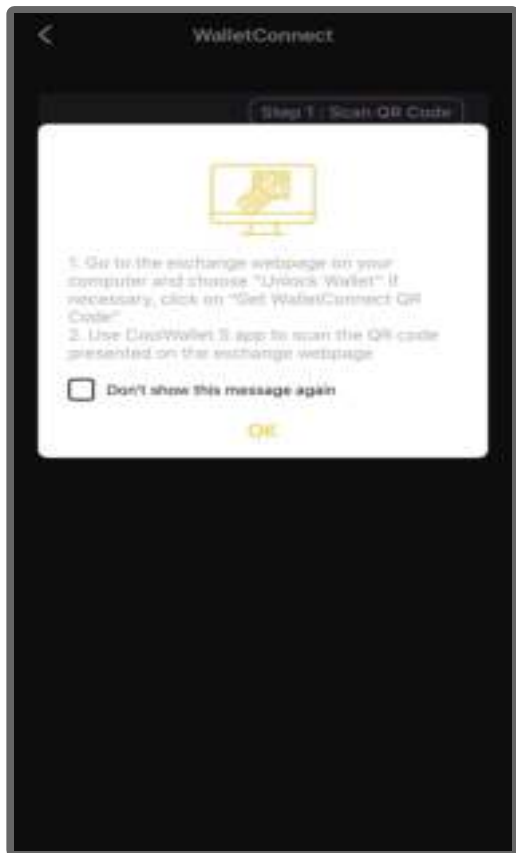 WalletConnect
Step 1 : Scan QR Code
1. Go to the exchange webpage on your
computer and choose "Unlock Wallet" If
necessary, click on "Get WalletConnect QR
Code"
2. Use CoolWallet S app to scan the QR code
presented on the exchange webpage
Don't show this message again
OK